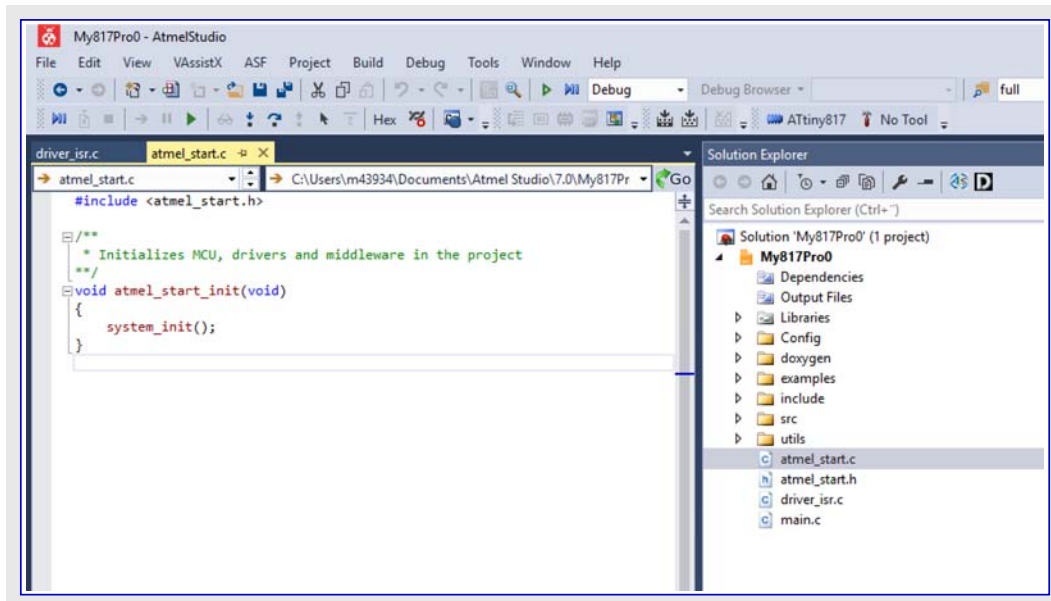 My817Pro0 - AtmelStudio
File Edit View VAssistX ASF Project Build Debug Tools Window Help
Debug Debug Browser full
Hex ATtiny817 No Tool
driver_isr.c atmel_start.c Solution Explorer
atmel_start.c C:\Users\m43934\Documents\Atmel Studio\7.0\My817Pr Go
#include <atmel_start.h>
Search Solution Explorer (Ctrl+¨)
/**
* Initializes MCU, drivers and middleware in the project
**/
void atmel_start_init(void)
{
system_init();
}
Solution 'My817Pro0' (1 project)
My817Pro0
Dependencies
Output Files
Libraries
Config
doxygen
examples
include
src
utils
atmel_start.c
atmel_start.h
driver_isr.c
main.c